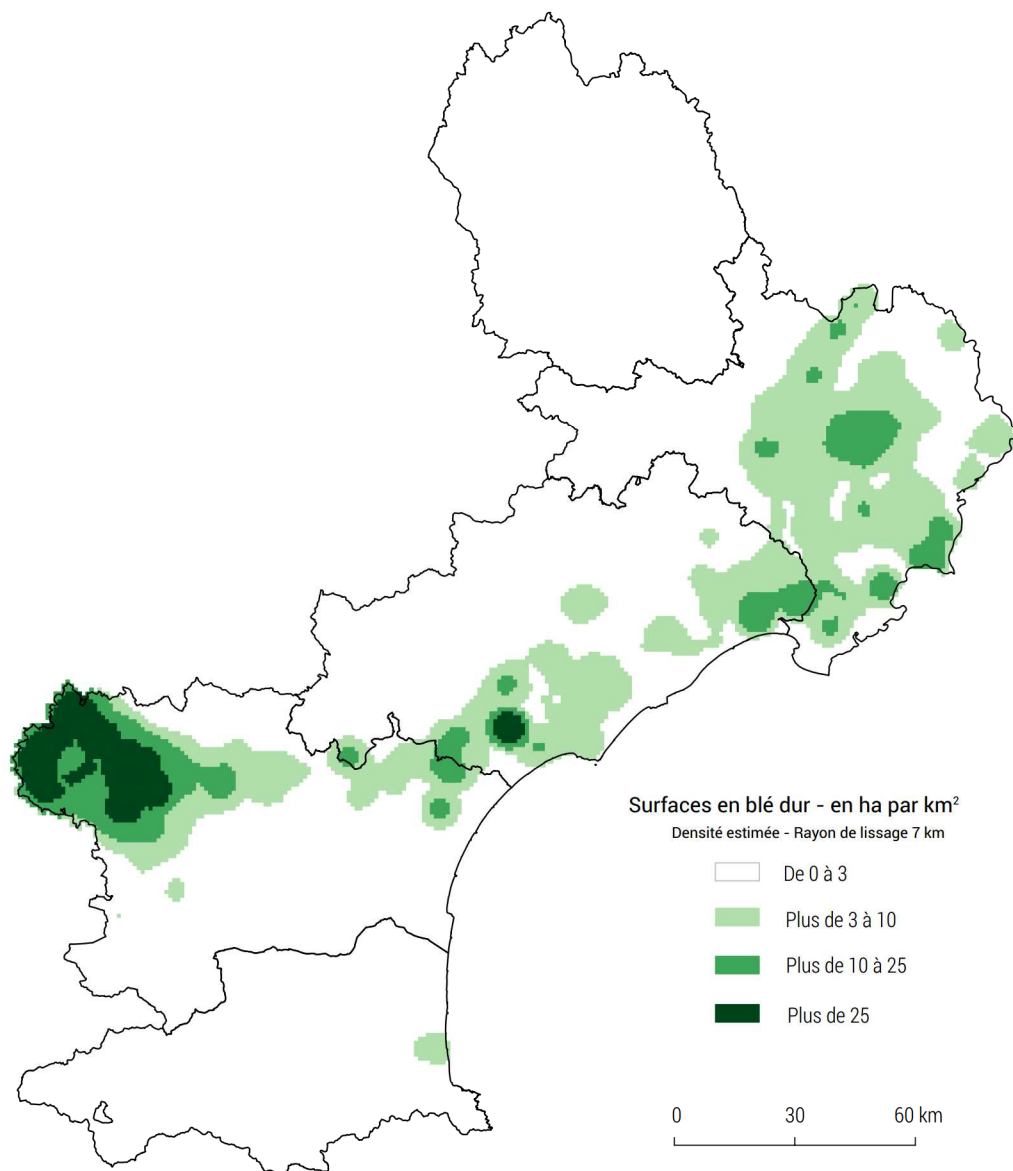 Surfaces en blé dur - en ha par km²
Densité estimée - Rayon de lissage 7 km
De 0 à 3
Plus de 3 à 10
Plus de 10 à 25
Plus de 25
0 30 60 km